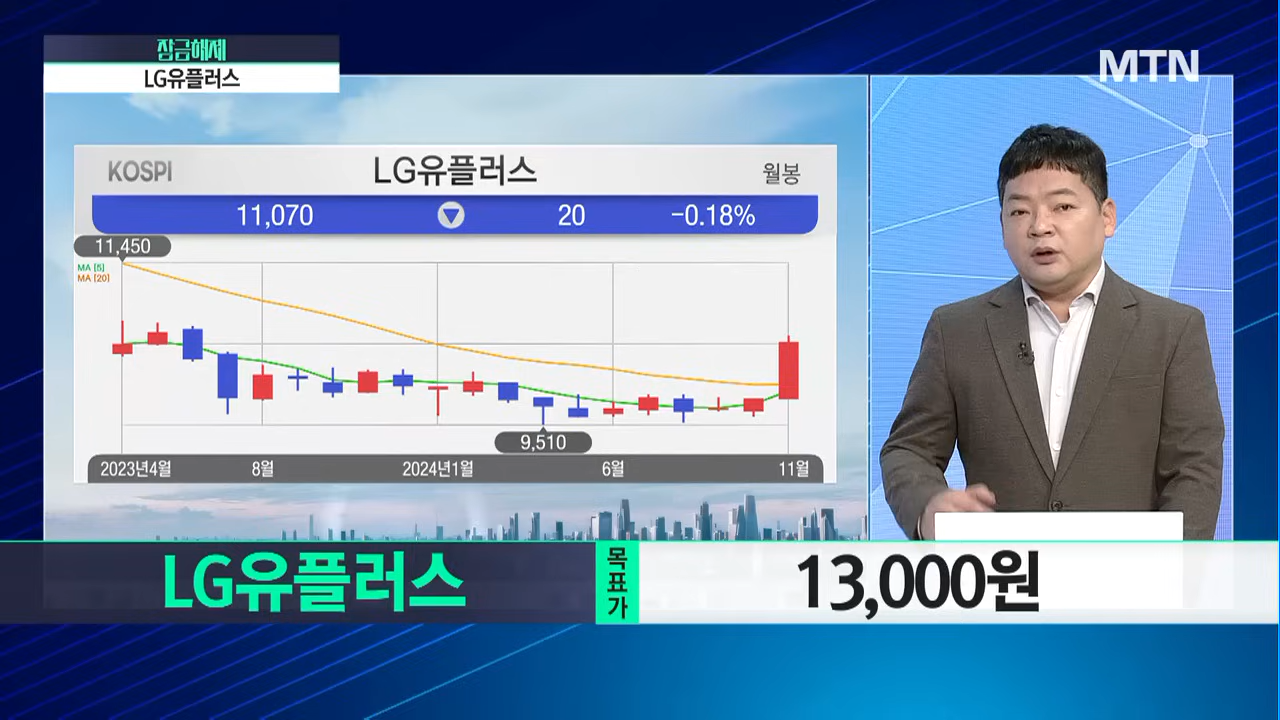 잠금해제
LG유플러스
MTN
KOSPI
LG유플러스
월봉
11,070 ▼ 20 -0.18%
11,450
MA [5]
MA [20]
9,510
2023년4월 8월 2024년1월 6월 11월
LG유플러스
목표가
13,000원